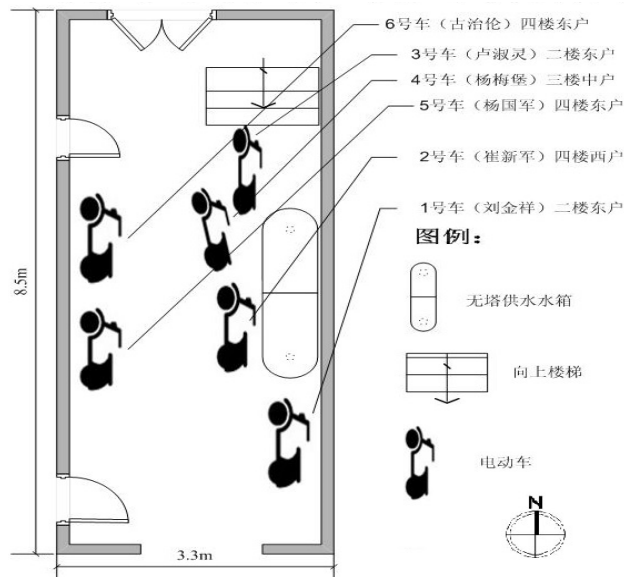 6号车（古治伦）四楼东户
3号车（卢淑灵）二楼东户
4号车（杨梅堡）三楼中户
5号车（杨国军）四楼东户
2号车（崔新军）四楼西户
1号车（刘金祥）二楼东户
图例：
无塔供水水箱
向上楼梯
电动车
N
8.5m
3.3m